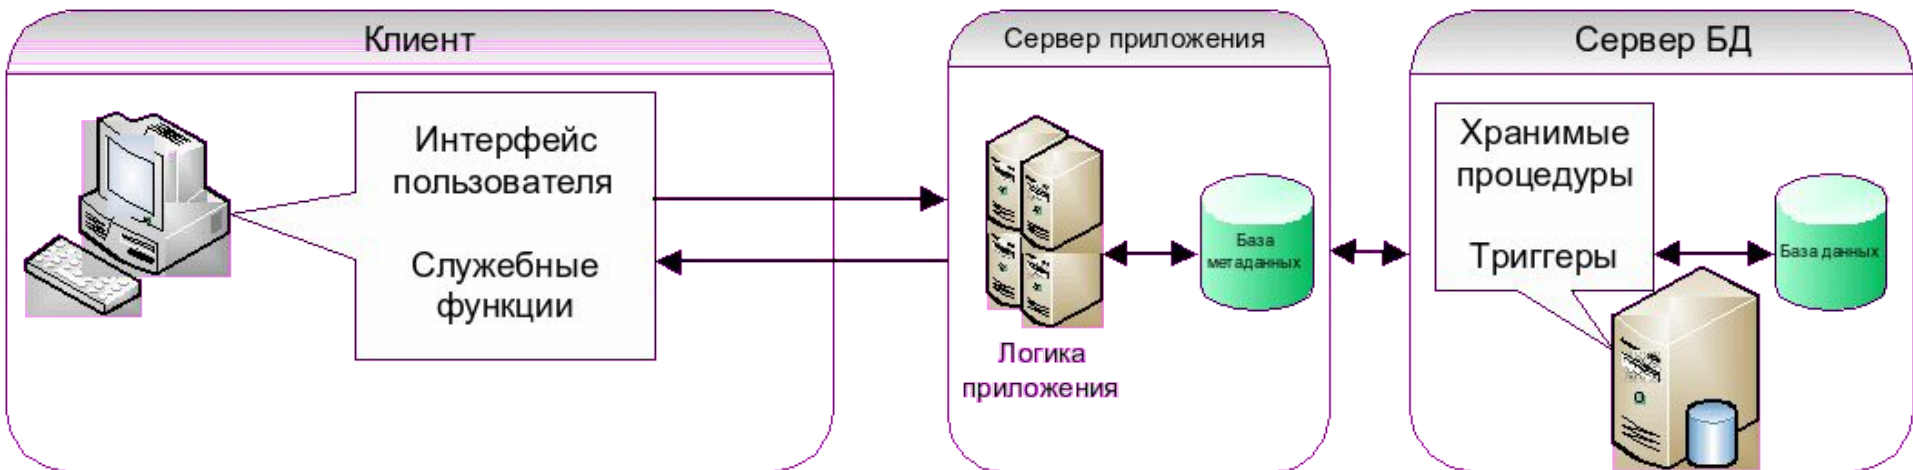 Клиент
Интерфейс
пользователя
Служебные
функции
Сервер приложения
База
метаданных
Логика
приложения
Сервер БД
Хранимые
процедуры
Триггеры
База данных